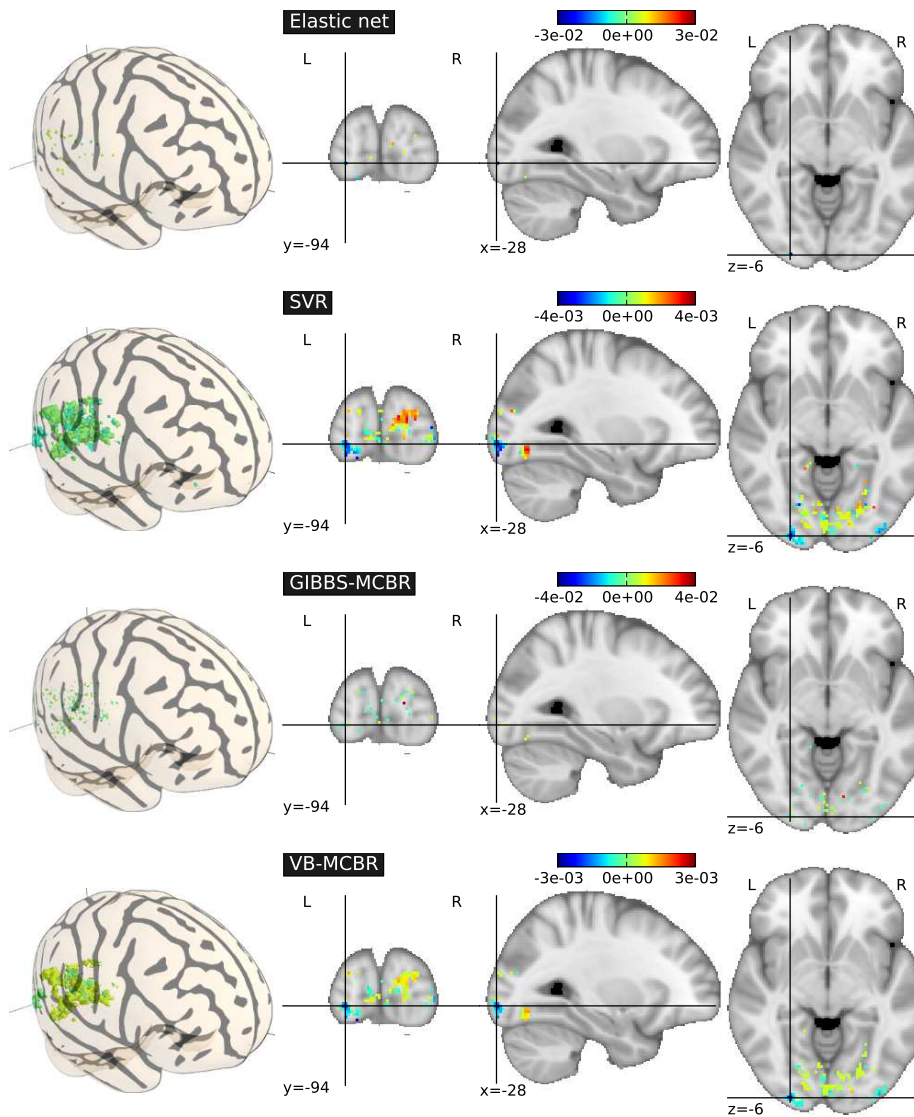 Elastic net
-3e-02 0e+00 3e-02
L R L R
y=-94 x=-28 z=-6
SVR
-4e-03 0e+00 4e-03
L R L R
y=-94 x=-28 z=-6
GIBBS-MCBR
-4e-02 0e+00 4e-02
L R L R
y=-94 x=-28 z=-6
VB-MCBR
-3e-03 0e+00 3e-03
L R L R
y=-94 x=-28 z=-6